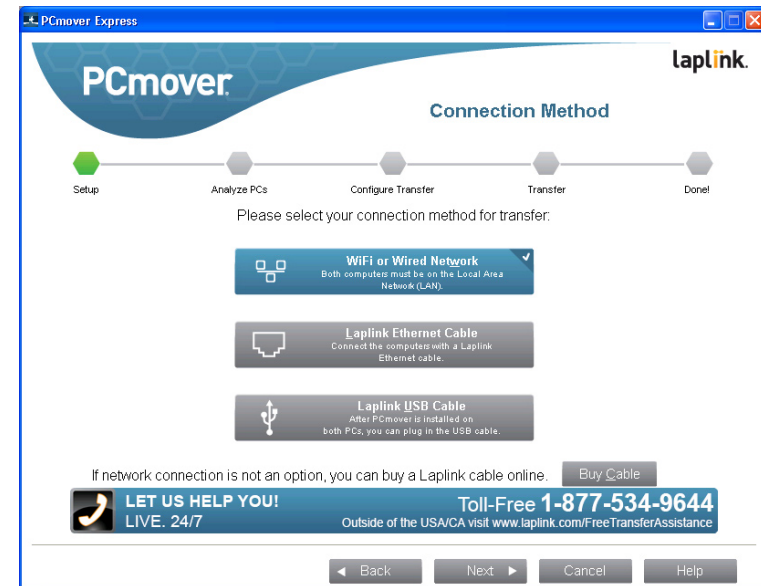 PCmover Express
PCmover.
laplink.
Connection Method
Setup
Analyze PCs
Configure Transfer
Transfer
Done!
Please select your connection method for transfer:
WiFi or Wired Network
Both computers must be on the Local Area
Network (LAN).
Laplink Ethernet Cable
Connect the computers with a Laplink
Ethernet cable.
Laplink USB Cable
After PCmover is installed on
both PCs, you can plug in the USB cable.
If network connection is not an option, you can buy a Laplink cable online.
Buy Cable
LET US HELP YOU!
LIVE. 24/7
Toll-Free 1-877-534-9644
Outside of the USA/CA visit www.laplink.com/FreeTransferAssistance
Back
Next
Cancel
Help